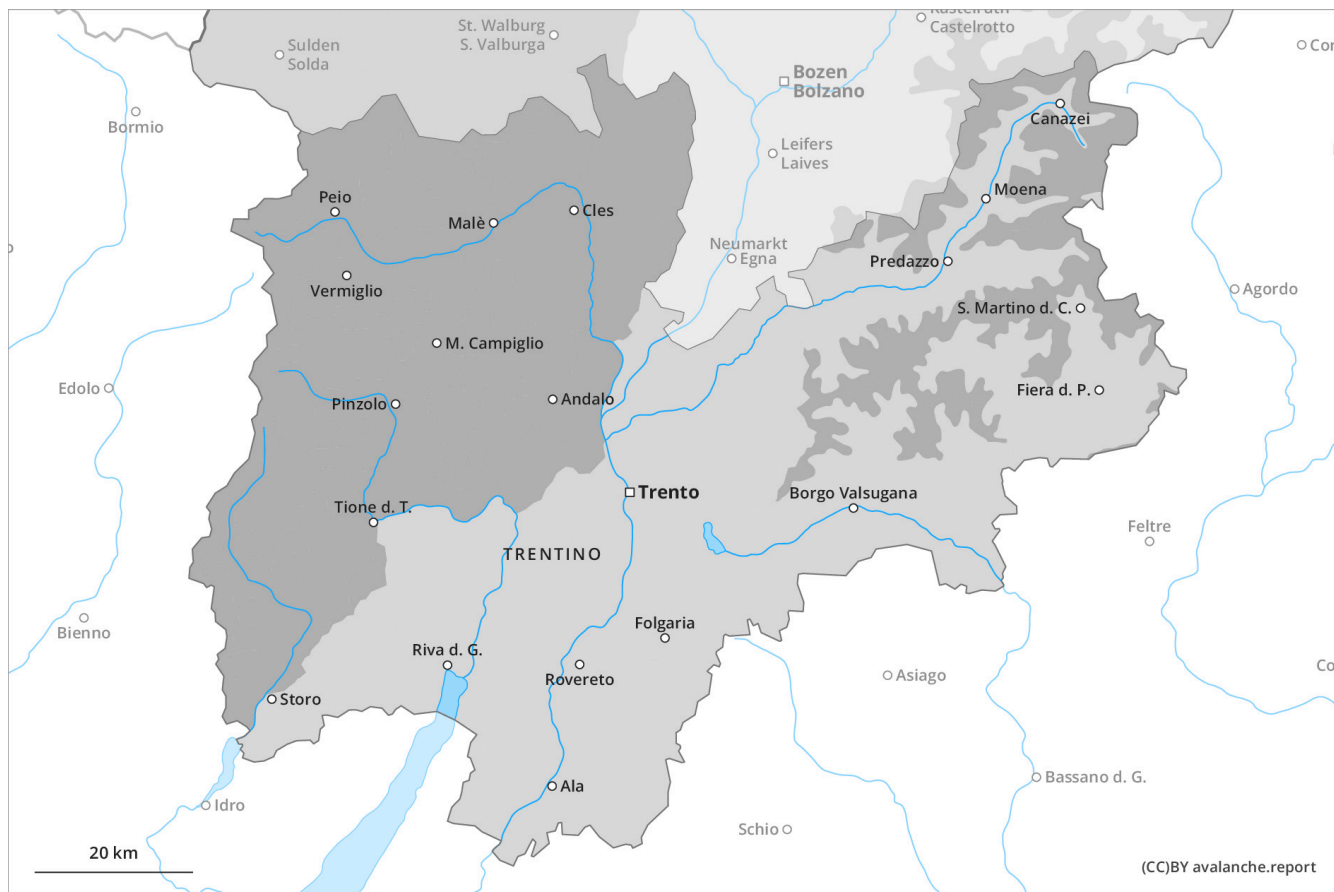 Kastelruth
Castelrotto
St. Walburg
S. Valburga
Sulden
Solda
Cor
Bozen
Bolzano
Bormio
Canazei
Leifers
Laives
Peio
Malè
Cles
Moena
Neumarkt
Egna
Predazzo
Vermiglio
Agordo
S. Martino d. C.
M. Campiglio
Edolo
Pinzolo
Andalo
Fiera d. P.
Trento
Borgo Valsugana
Tione d. T.
Feltre
TRENTINO
Bienno
Folgaria
Riva d. G.
Rovereto
Asiago
Co
Storo
Ala
Bassano d. G.
Idro
Schio
20 km
(CC)BY avalanche.report